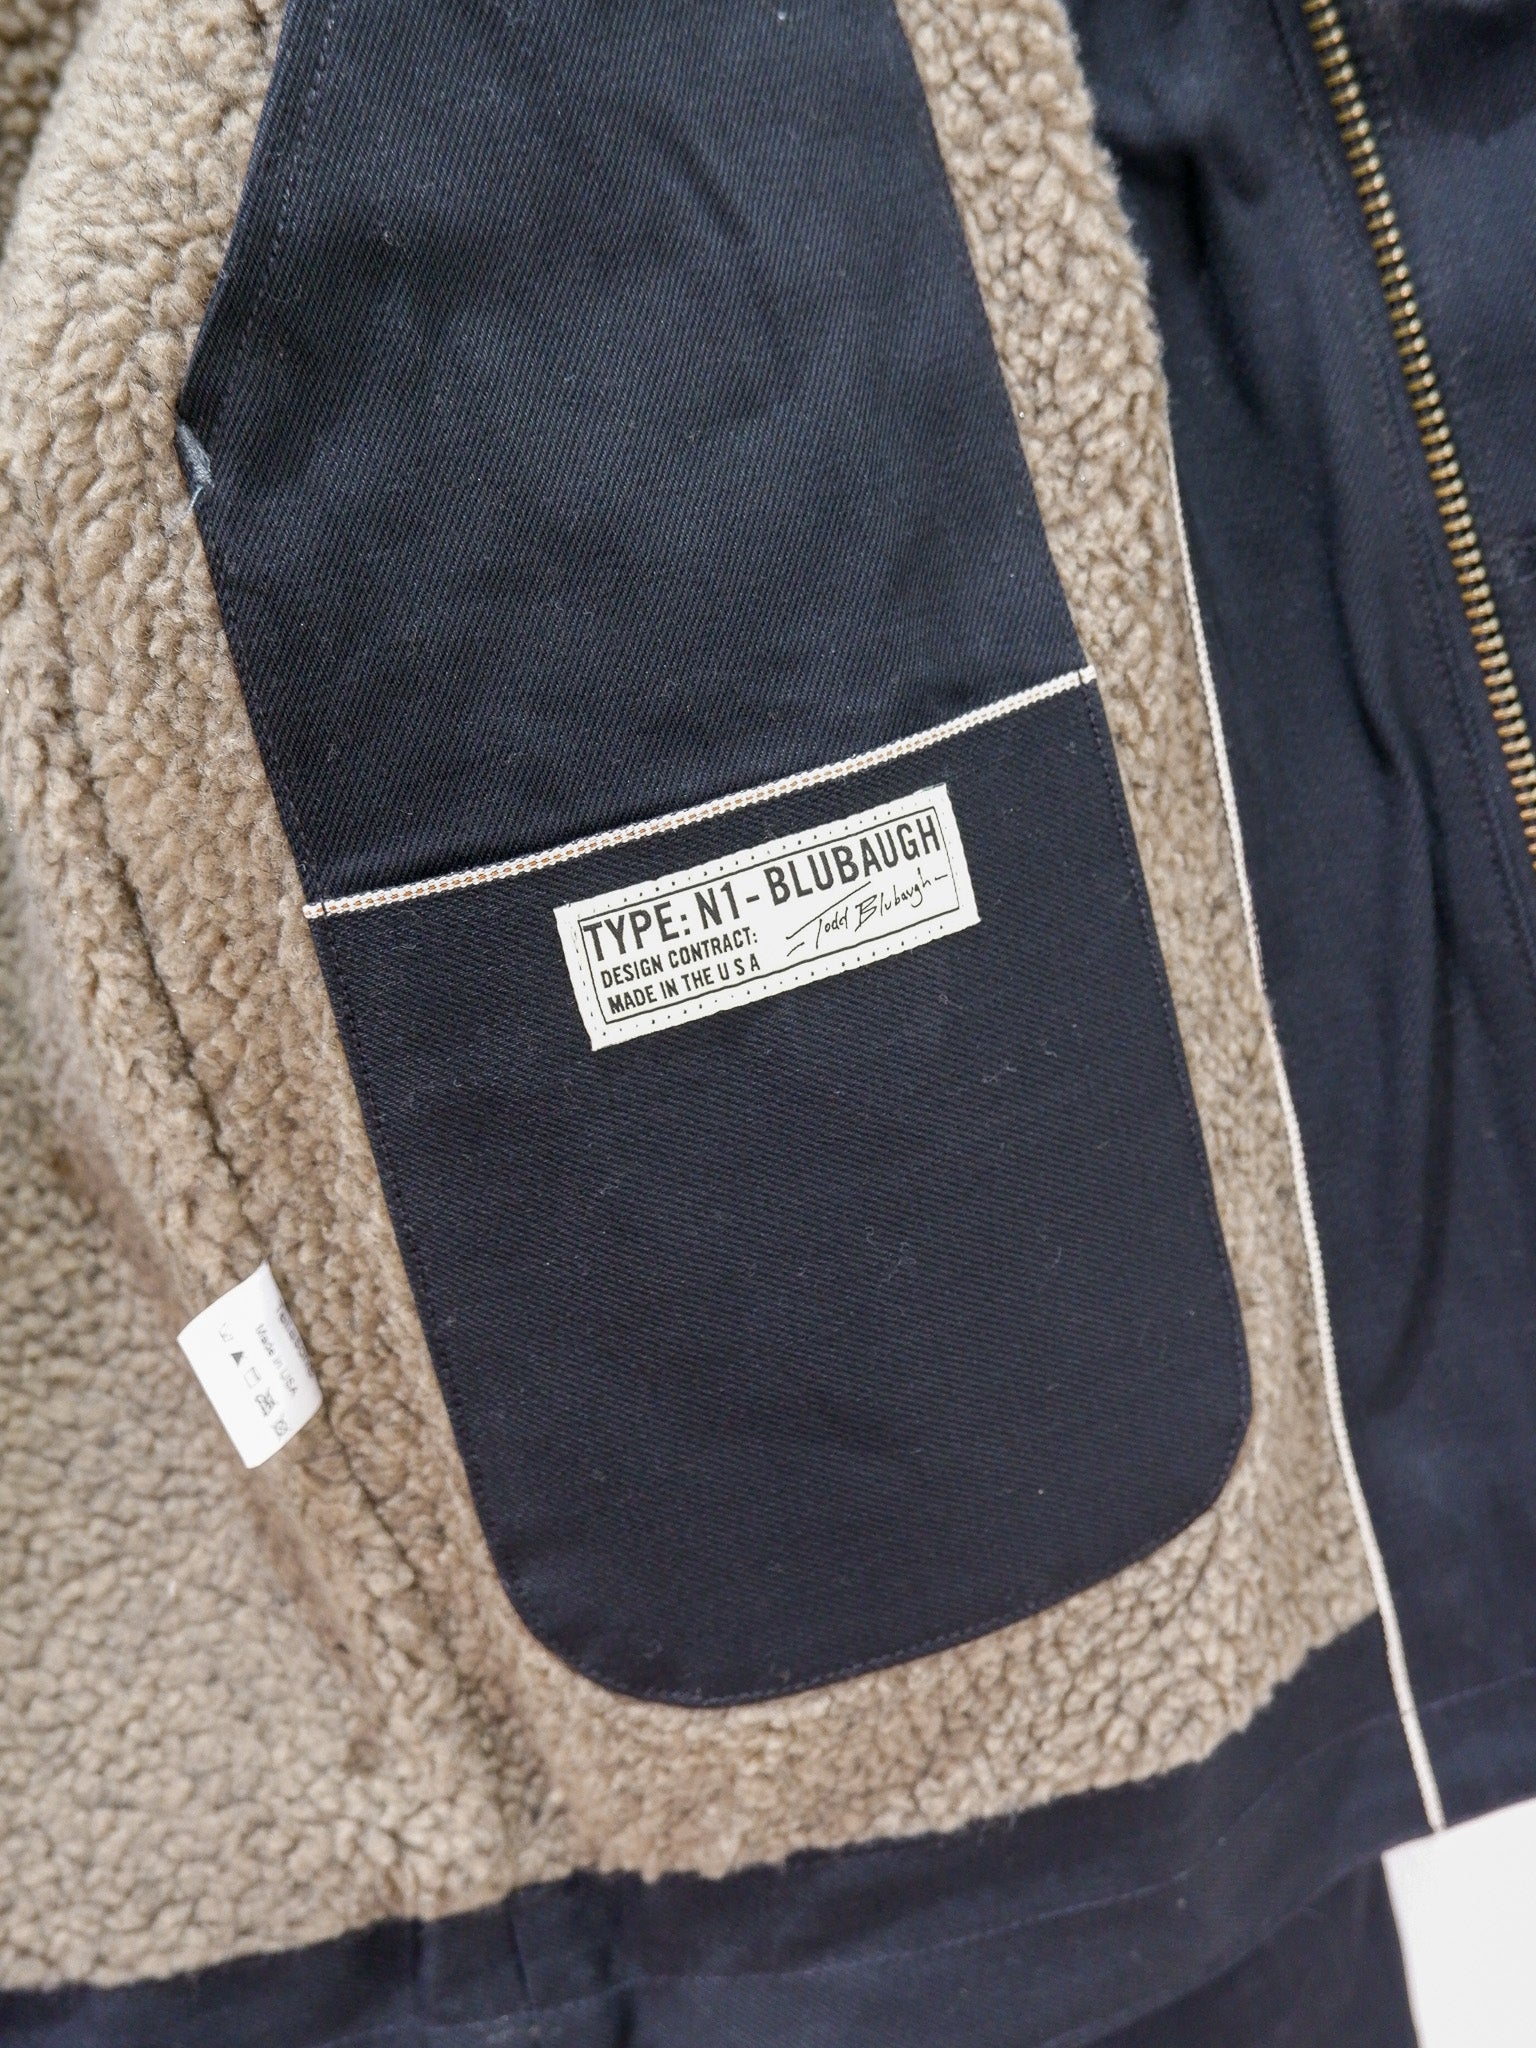 TYPE: N1-BLUBAUGH
DESIGN CONTRACT: Todd Blubaugh
MADE IN THE U S A
Made in USA